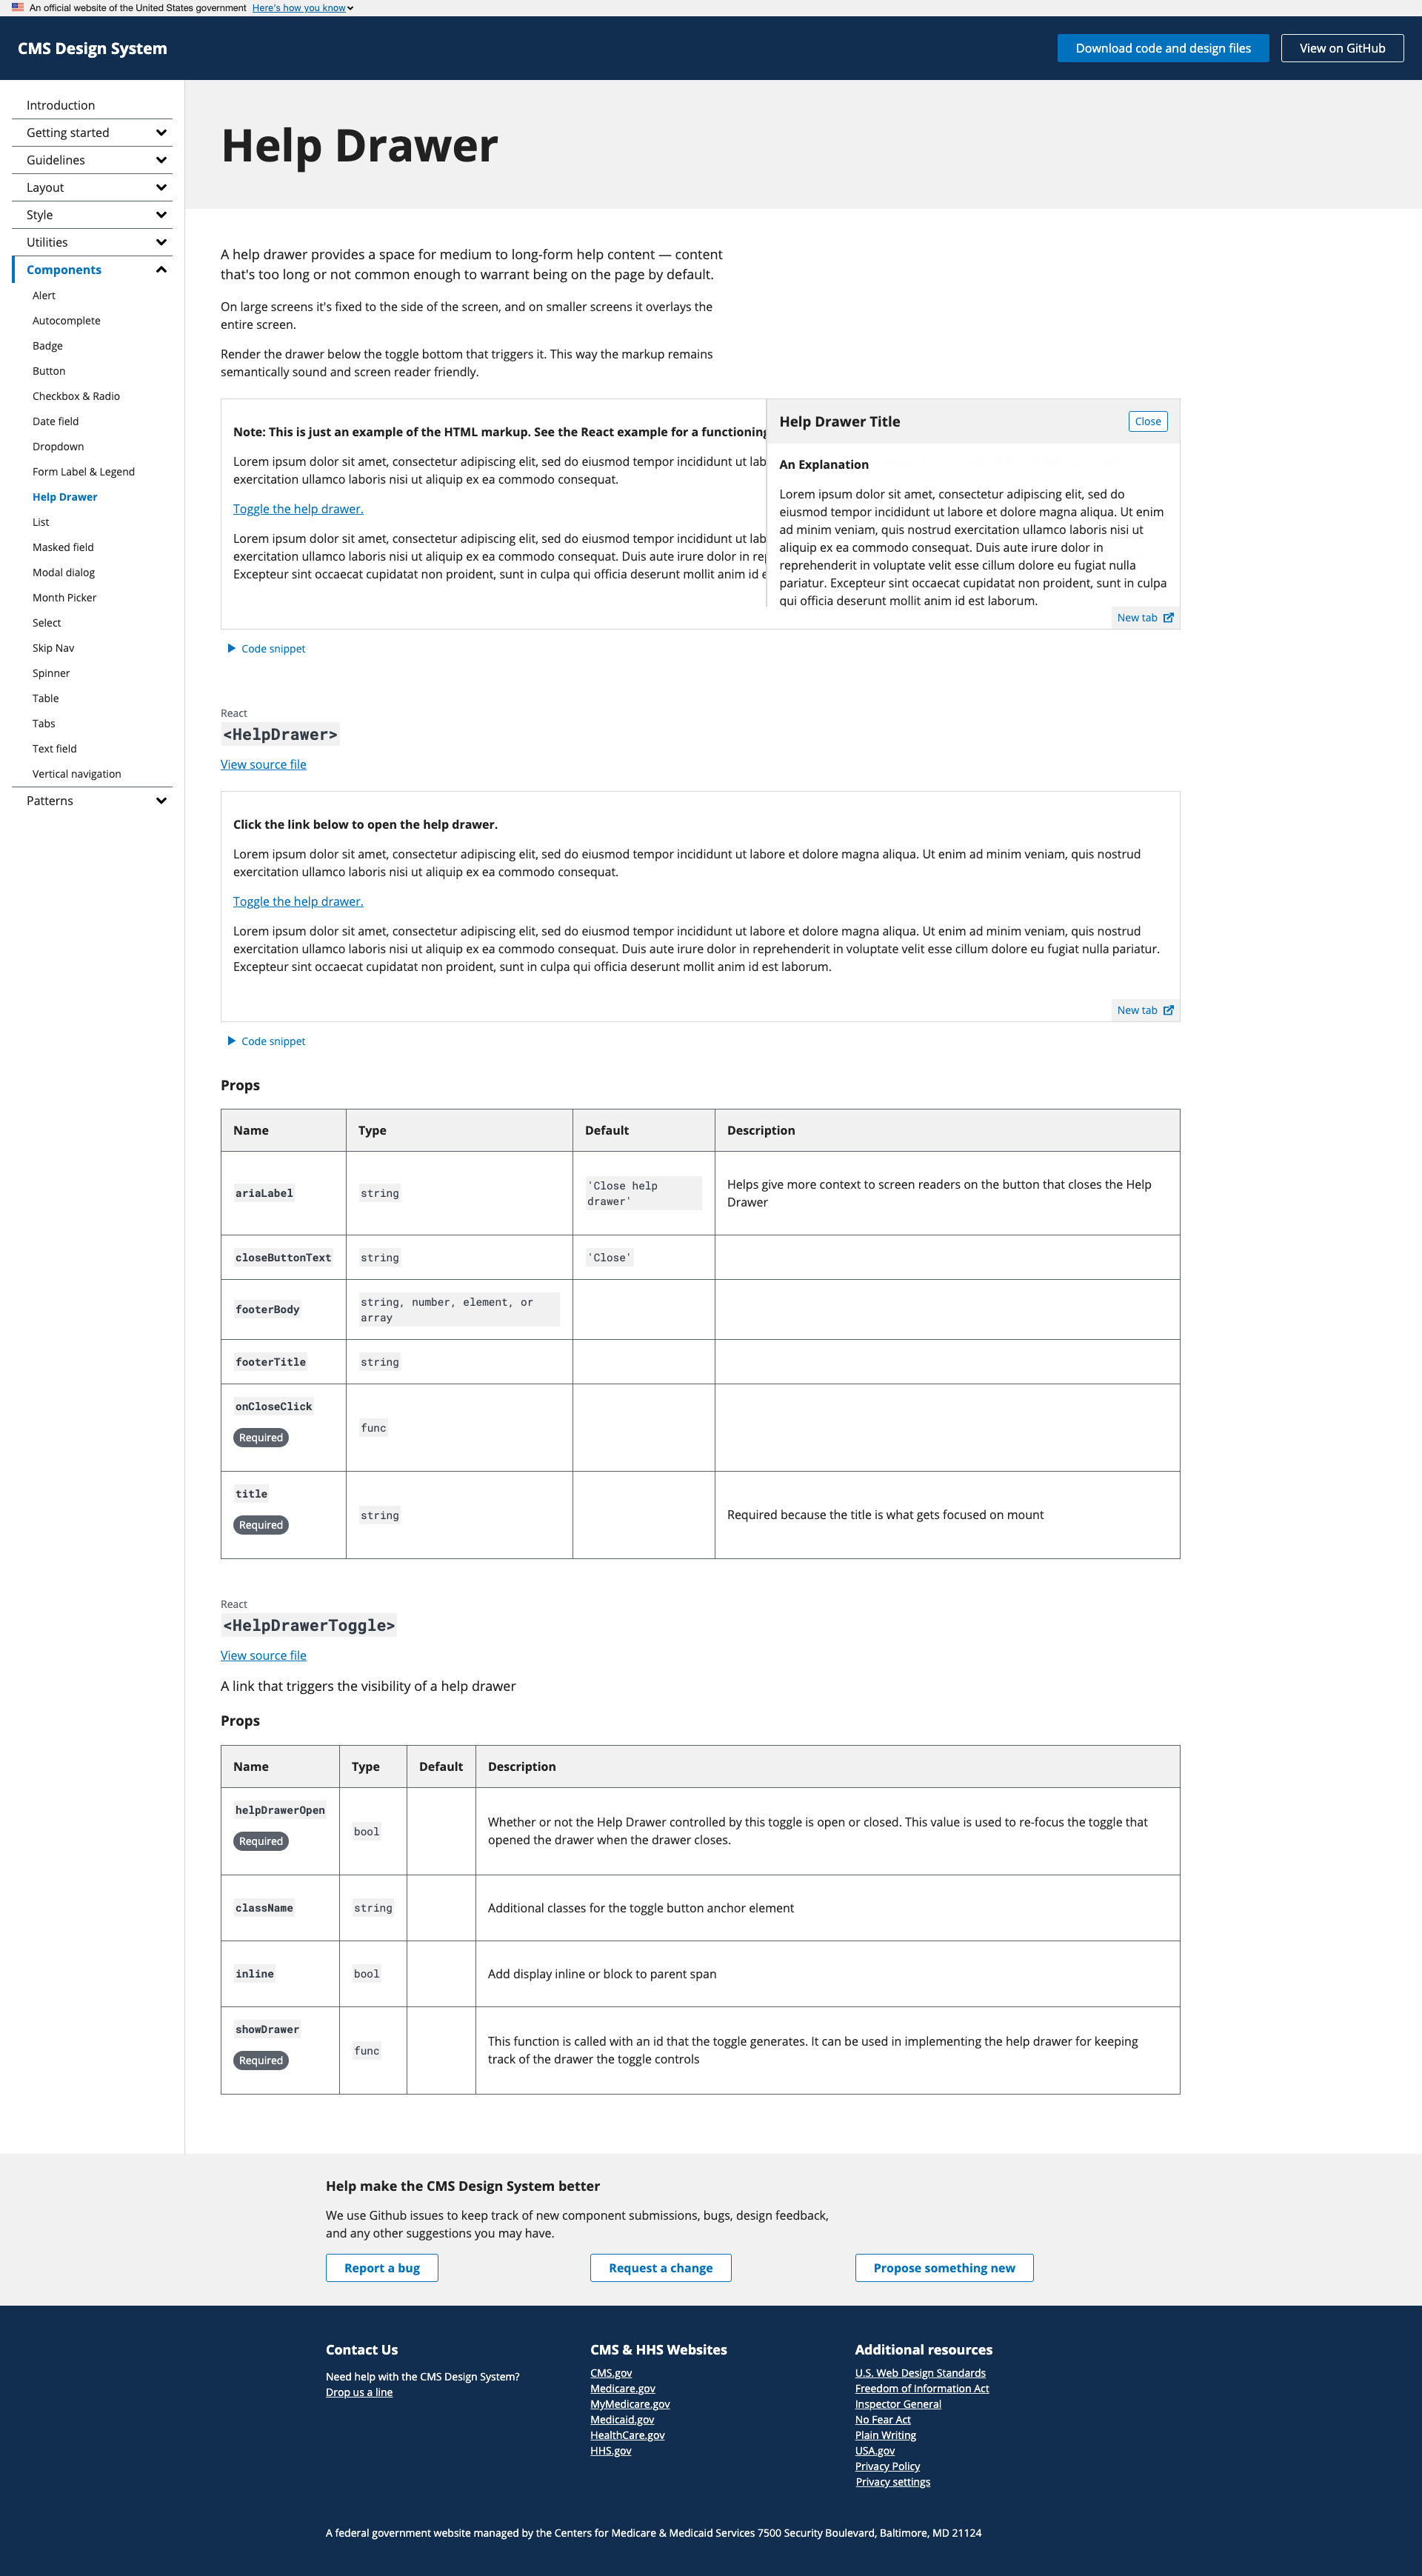 An official website of the United States government Here's how you know
CMS Design System
Download code and design files
View on GitHub
Introduction
Getting started
Guidelines
Layout
Style
Utilities
Components
Alert
Autocomplete
Badge
Button
Checkbox & Radio
Date field
Dropdown
Form Label & Legend
Help Drawer
List
Masked field
Modal dialog
Month Picker
Select
Skip Nav
Spinner
Table
Tabs
Text field
Vertical navigation
Patterns
Help Drawer
A help drawer provides a space for medium to long-form help content — content
that's too long or not common enough to warrant being on the page by default.
On large screens it's fixed to the side of the screen, and on smaller screens it overlays the
entire screen.
Render the drawer below the toggle bottom that triggers it. This way the markup remains
semantically sound and screen reader friendly.
Note: This is just an example of the HTML markup. See the React example for a functioning
Lorem ipsum dolor sit amet, consectetur adipiscing elit, sed do eiusmod tempor incididunt ut lab
exercitation ullamco laboris nisi ut aliquip ex ea commodo consequat.
Toggle the help drawer.
Lorem ipsum dolor sit amet, consectetur adipiscing elit, sed do eiusmod tempor incididunt ut lab
exercitation ullamco laboris nisi ut aliquip ex ea commodo consequat. Duis aute irure dolor in rep
Excepteur sint occaecat cupidatat non proident, sunt in culpa qui officia deserunt mollit anim id e
Help Drawer Title
Close
An Explanation
Lorem ipsum dolor sit amet, consectetur adipiscing elit, sed do
eiusmod tempor incididunt ut labore et dolore magna aliqua. Ut enim
ad minim veniam, quis nostrud exercitation ullamco laboris nisi ut
aliquip ex ea commodo consequat. Duis aute irure dolor in
reprehenderit in voluptate velit esse cillum dolore eu fugiat nulla
pariatur. Excepteur sint occaecat cupidatat non proident, sunt in culpa
qui officia deserunt mollit anim id est laborum.
New tab
Code snippet
React
<HelpDrawer>
View source file
Click the link below to open the help drawer.
Lorem ipsum dolor sit amet, consectetur adipiscing elit, sed do eiusmod tempor incididunt ut labore et dolore magna aliqua. Ut enim ad minim veniam, quis nostrud
exercitation ullamco laboris nisi ut aliquip ex ea commodo consequat.
Toggle the help drawer.
Lorem ipsum dolor sit amet, consectetur adipiscing elit, sed do eiusmod tempor incididunt ut labore et dolore magna aliqua. Ut enim ad minim veniam, quis nostrud
exercitation ullamco laboris nisi ut aliquip ex ea commodo consequat. Duis aute irure dolor in reprehenderit in voluptate velit esse cillum dolore eu fugiat nulla pariatur.
Excepteur sint occaecat cupidatat non proident, sunt in culpa qui officia deserunt mollit anim id est laborum.
New tab
Code snippet
Props
Name Type Default Description
ariaLabel string 'Close help
drawer'
Helps give more context to screen readers on the button that closes the Help
Drawer
closeButtonText string 'Close'
footerBody string, number, element, or
array
footerTitle string
onCloseClick
Required
func
title
Required
string
Required because the title is what gets focused on mount
React
<HelpDrawerToggle>
View source file
A link that triggers the visibility of a help drawer
Props
Name Type Default Description
helpDrawerOpen
Required
bool
Whether or not the Help Drawer controlled by this toggle is open or closed. This value is used to re-focus the toggle that
opened the drawer when the drawer closes.
className string Additional classes for the toggle button anchor element
inline bool Add display inline or block to parent span
showDrawer
Required
func
This function is called with an id that the toggle generates. It can be used in implementing the help drawer for keeping
track of the drawer the toggle controls
Help make the CMS Design System better
We use Github issues to keep track of new component submissions, bugs, design feedback,
and any other suggestions you may have.
Report a bug
Request a change
Propose something new
Contact Us
Need help with the CMS Design System?
Drop us a line
CMS & HHS Websites
CMS.gov
Medicare.gov
MyMedicare.gov
Medicaid.gov
HealthCare.gov
HHS.gov
Additional resources
U.S. Web Design Standards
Freedom of Information Act
Inspector General
No Fear Act
Plain Writing
USA.gov
Privacy Policy
Privacy settings
A federal government website managed by the Centers for Medicare & Medicaid Services 7500 Security Boulevard, Baltimore, MD 21124